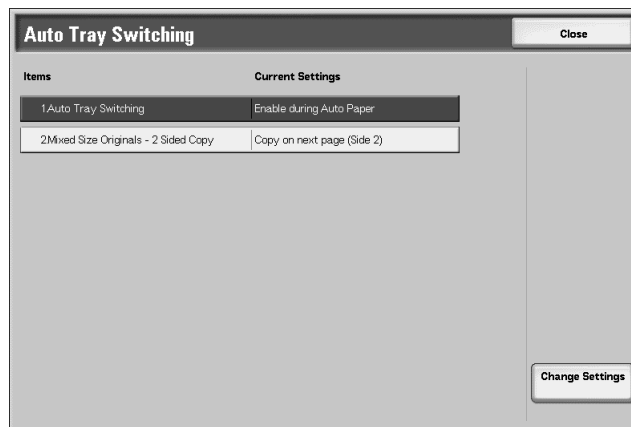 Auto Tray Switching
Close
Items Current Settings
1Auto Tray Switching Enable during Auto Paper
2Mixed Size Originals - 2 Sided Copy Copy on next page (Side 2)
Change Settings